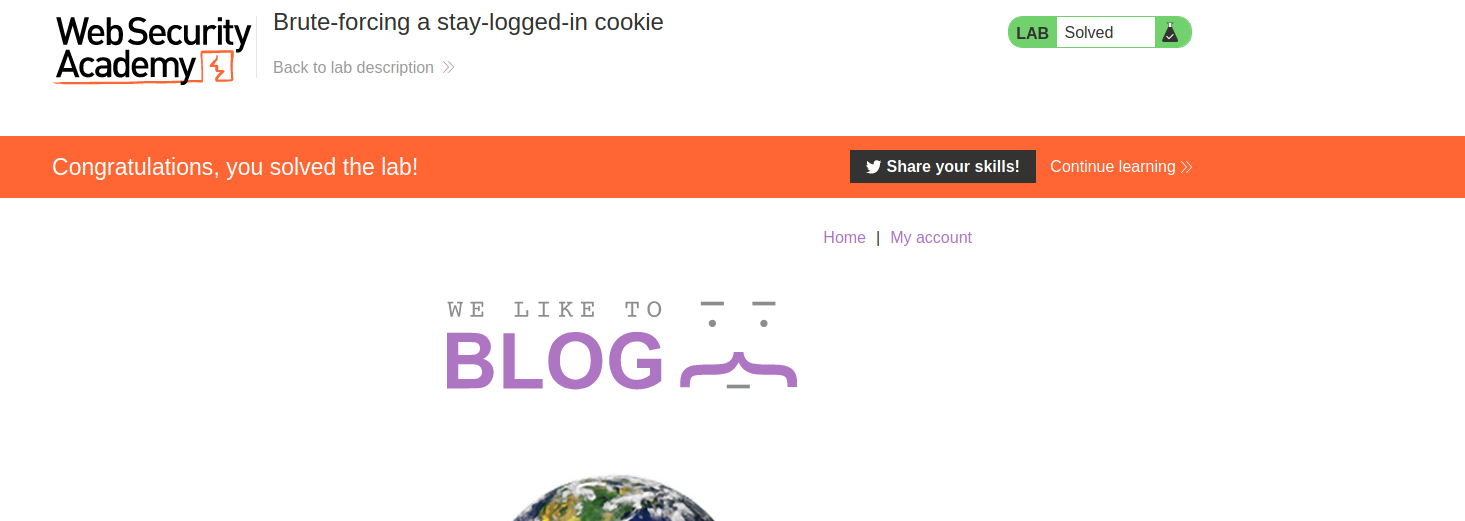 Web Security
Academy
Brute-forcing a stay-logged-in cookie
Back to lab description
LAB Solved
Congratulations, you solved the lab!
Share your skills!
Continue learning
Home | My account
WE LIKE TO
BLOG